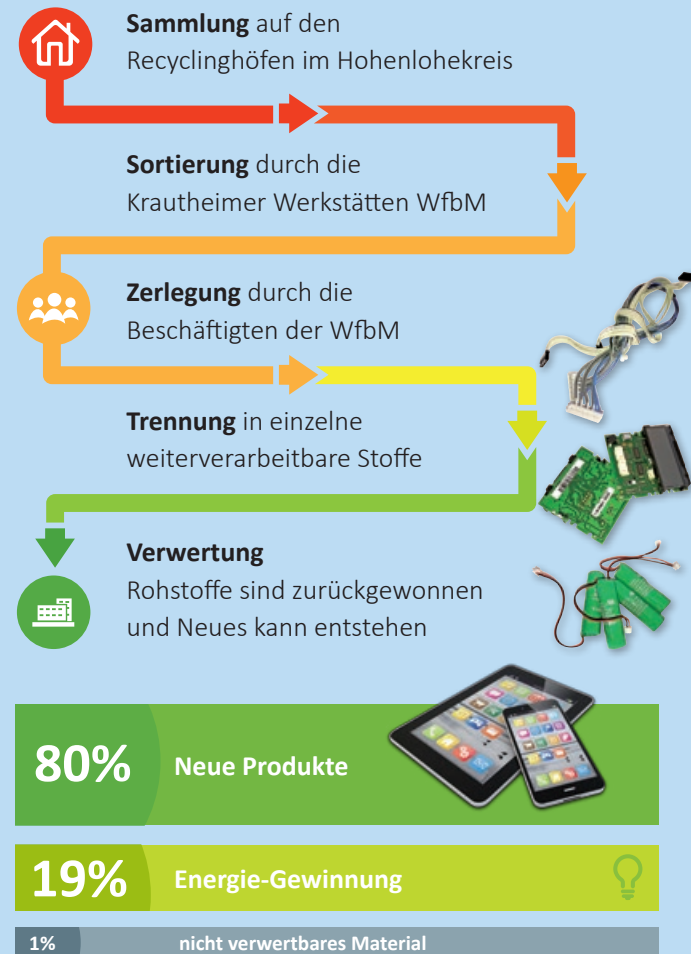 Sammlung auf den
Recyclinghöfen im Hohenlohekreis
Sortierung durch die
Krautheimer Werkstätten WfbM
Zerlegung durch die
Beschäftigten der WfbM
Trennung in einzelne
weiterverarbeitbare Stoffe
Verwertung
Rohstoffe sind zurückgewonnen
und Neues kann entstehen
80% Neue Produkte
19% Energie-Gewinnung
1% nicht verwertbares Material